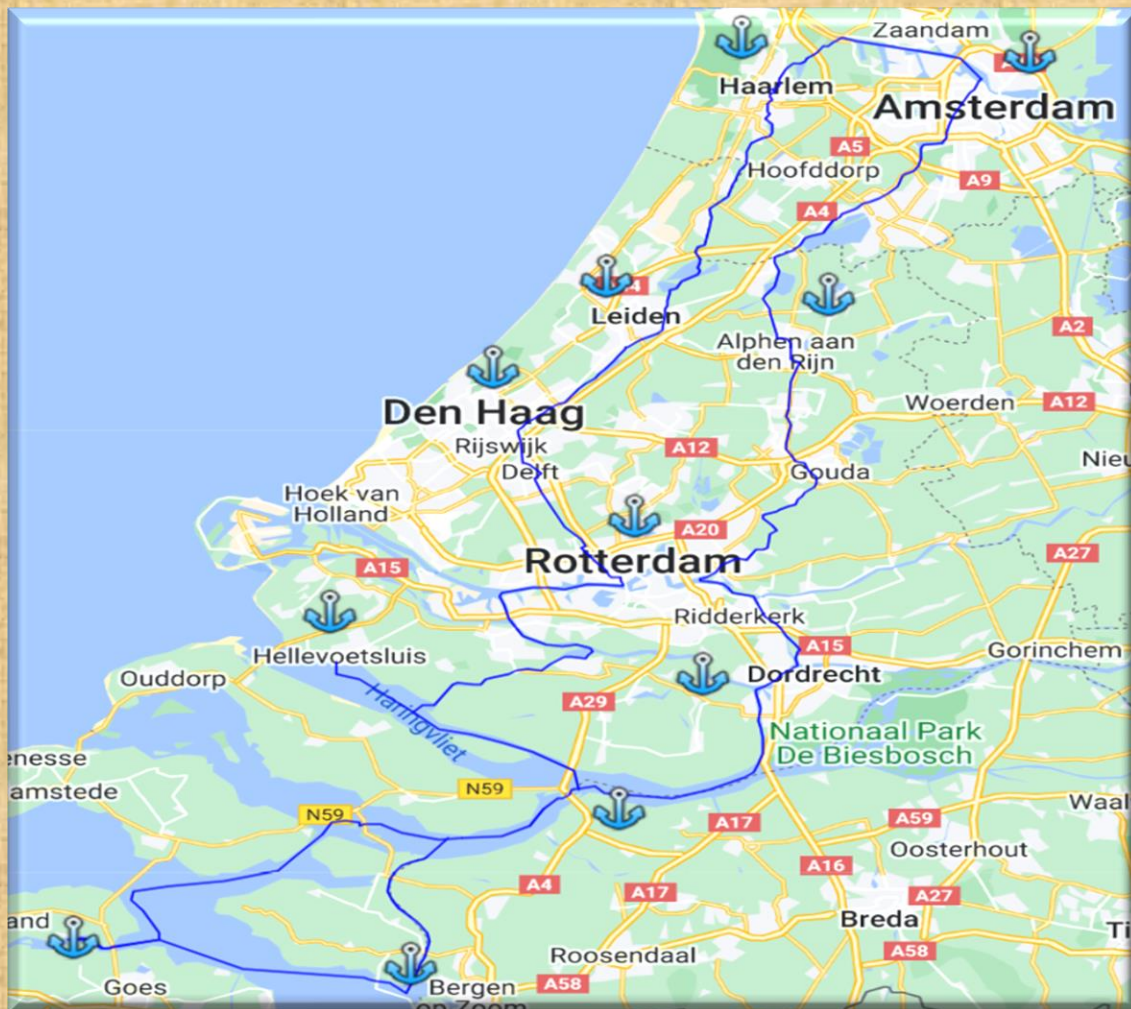 Zaandam
Haarlem
Amsterdam
A5
Hoofddorp
A9
A4
Leiden
Alphen aan
den Rijn
A2
Den Haag
Woerden
A12
Rijswijk
A12
Delft
Gouda
Hoek van
Holland
A20
Rotterdam
A27
A15
Ridderkerk
A15
Hellevoetsluis
Gorinchem
Ouddorp
Dordrecht
A29
Haringvliet
Nationaal Park
De Biesbosch
enesse
amstede
N59
Waal
N59
A17
A59
Oosterhout
A16
A4
A17
A27
and
Breda
Ti
Roosendaal
A58
Goes
Bergen
op Zoom
A58